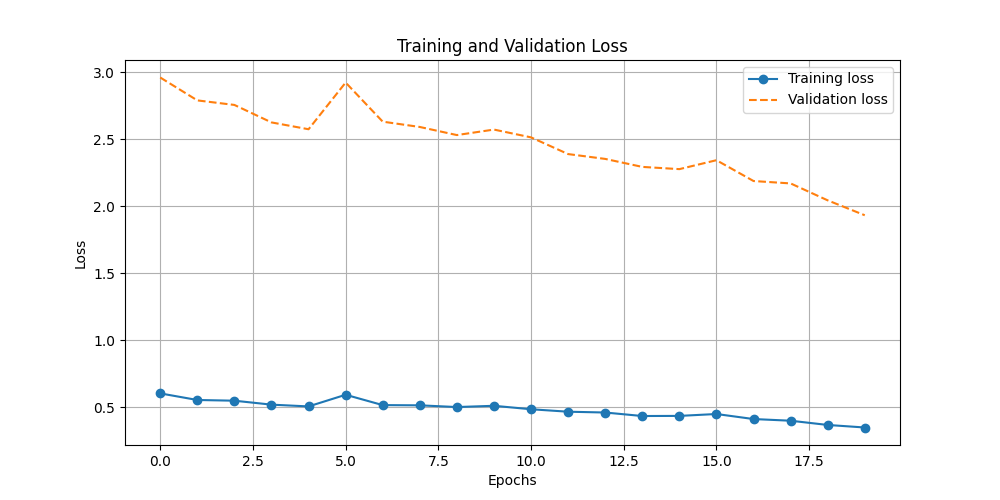 Training and Validation Loss
Training loss
Validation loss
3.0
2.5
2.0
1.5
1.0
0.5
Loss
0.0 2.5 5.0 7.5 10.0 12.5 15.0 17.5
Epochs